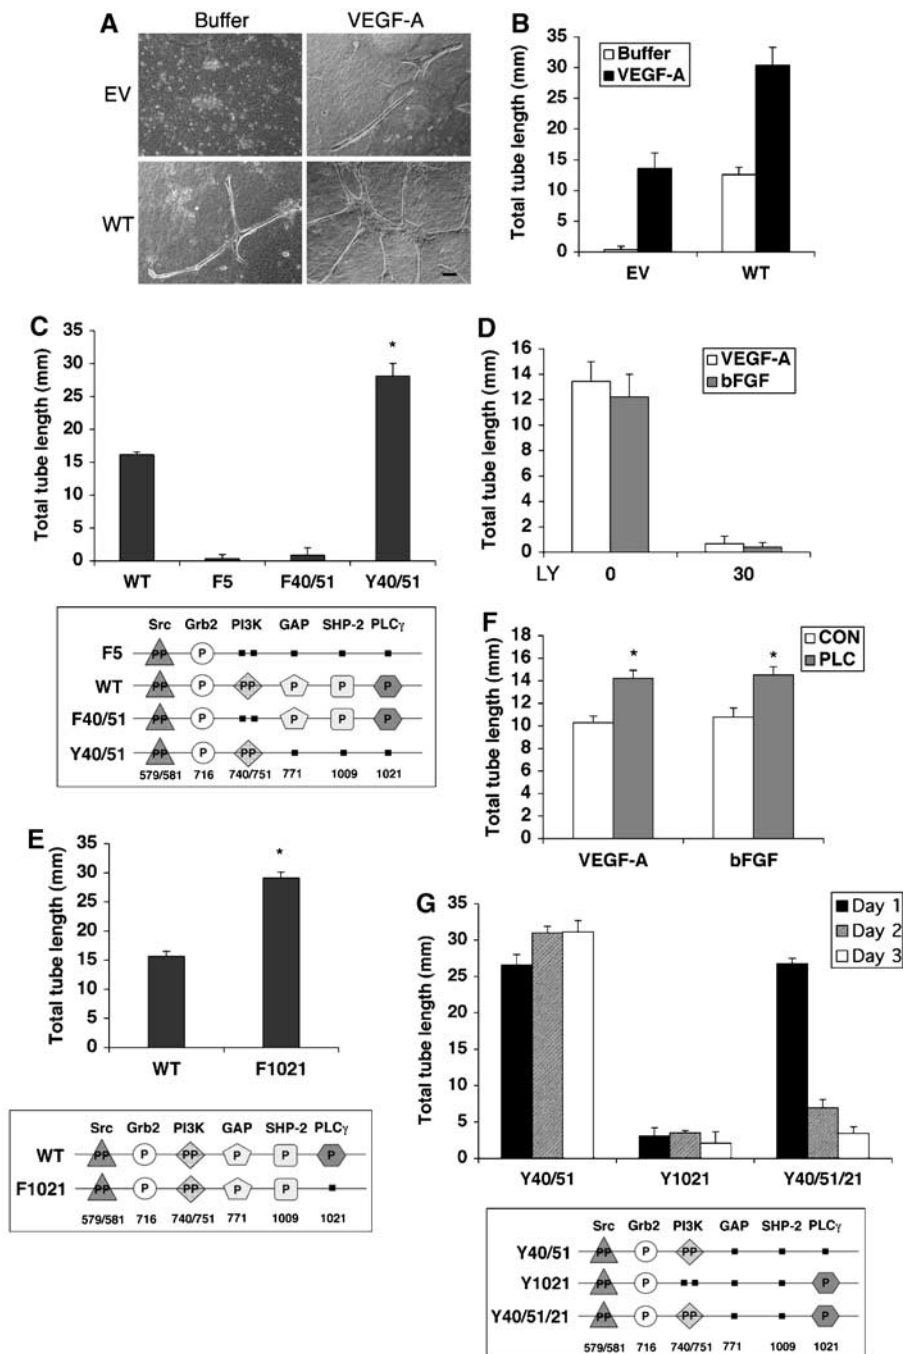 A
Buffer
VEGF-A
EV
WT
B
Total tube length (mm)
35
30
25
20
15
10
5
0
Buffer
VEGF-A
EV
WT
C
Total tube length (mm)
35
30
25
20
15
10
5
0
*
WT
F5
F40/51
Y40/51
Src
Grb2
PI3K
GAP
SHP-2
PLCγ
F5
PP
P
WT
PP
P
PP
P
P
P
F40/51
PP
P
P
P
P
Y40/51
PP
P
PP
579/581
716
740/751
771
1009
1021
D
Total tube length (mm)
16
14
12
10
8
6
4
2
0
VEGF-A
bFGF
LY
0
30
F
Total tube length (mm)
18
16
14
12
10
8
6
4
2
0
CON
PLC
*
*
VEGF-A
bFGF
E
Total tube length (mm)
35
30
25
20
15
10
5
0
*
WT
F1021
Src
Grb2
PI3K
GAP
SHP-2
PLCγ
WT
PP
P
PP
P
P
P
F1021
PP
P
PP
P
P
579/581
716
740/751
771
1009
1021
G
Total tube length (mm)
35
30
25
20
15
10
5
0
Day 1
Day 2
Day 3
Y40/51
Y1021
Y40/51/21
Src
Grb2
PI3K
GAP
SHP-2
PLCγ
Y40/51
PP
P
PP
Y1021
PP
P
P
Y40/51/21
PP
P
PP
P
579/581
716
740/751
771
1009
1021